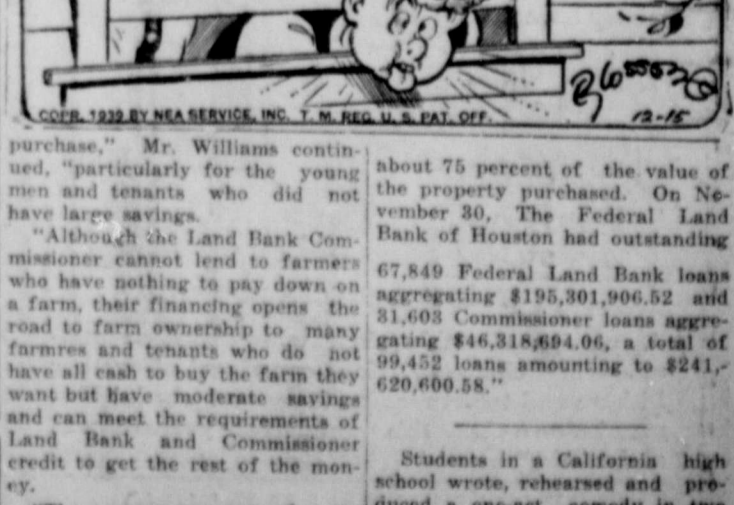 COPR. 1939 BY NEA SERVICE, INC. T. M. REG. U. S. PAT. OFF.
12-15
purchase," Mr. Williams contin-
ued, "particularly for the young
men and tenants who did not
have large savings.
"Although the Land Bank Com-
missioner cannot lend to farmers
who have nothing to pay down on
a farm, their financing opens the
road to farm ownership to many
farmres and tenants who do not
have all cash to buy the farm they
want but have moderate savings
and can meet the requirements of
Land Bank and Commissioner
credit to get the rest of the mon-
ey.
about 75 percent of the value of
the property purchased. On No-
vember 30, The Federal Land
Bank of Houston had outstanding
67,849 Federal Land Bank loans
aggregating $195,301,906.52 and
31,603 Commissioner loans aggre-
gating $46,318,694.06, a total of
99,452 loans amounting to $241,-
620,600.58."
Students in a California high
school wrote, rehearsed and pro-
duced a one-act comedy in two